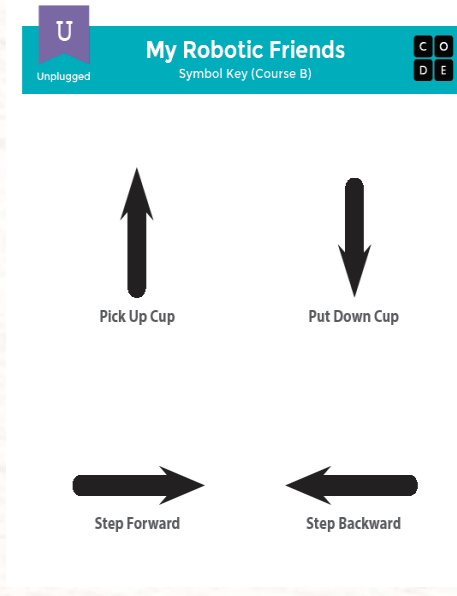 U
Unplugged
My Robotic Friends
Symbol Key (Course B)
C O
D E
Pick Up Cup
Put Down Cup
Step Forward
Step Backward